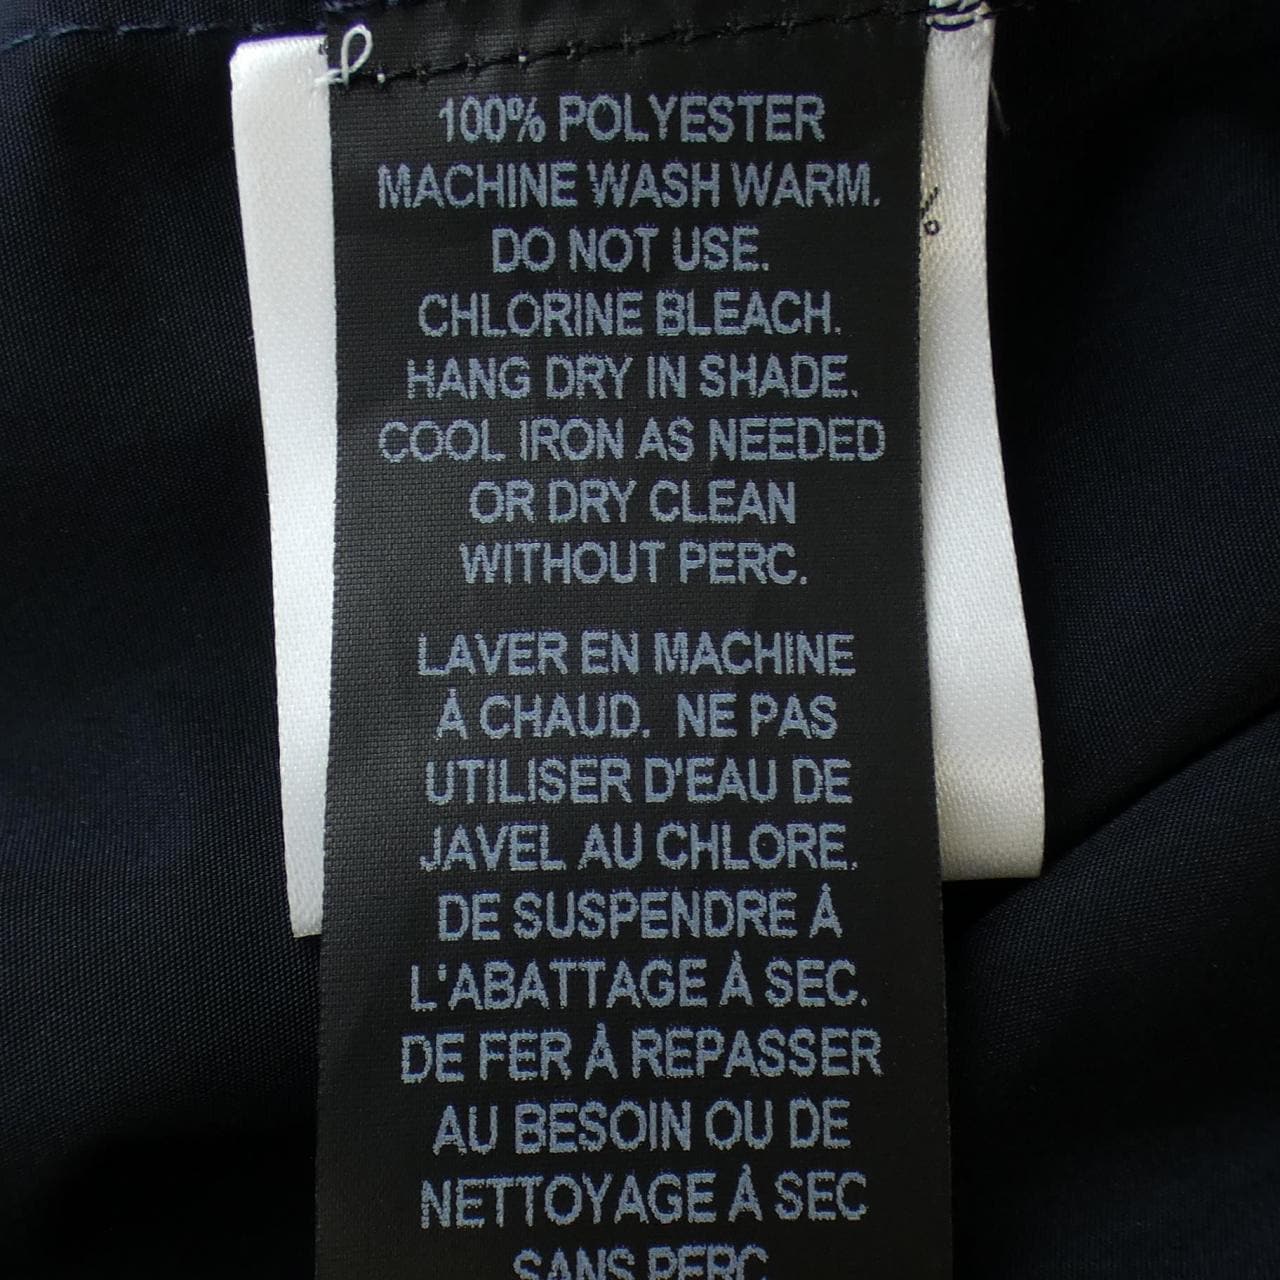 100% POLYESTER
MACHINE WASH WARM.
DO NOT USE.
CHLORINE BLEACH.
HANG DRY IN SHADE.
COOL IRON AS NEEDED
OR DRY CLEAN
WITHOUT PERC.
LAVER EN MACHINE
À CHAUD. NE PAS
UTILISER D'EAU DE
JAVEL AU CHLORE.
DE SUSPENDRE À
L'ABATTAGE À SEC.
DE FER À REPASSER
AU BESOIN OU DE
NETTOYAGE À SEC
SANS PERC